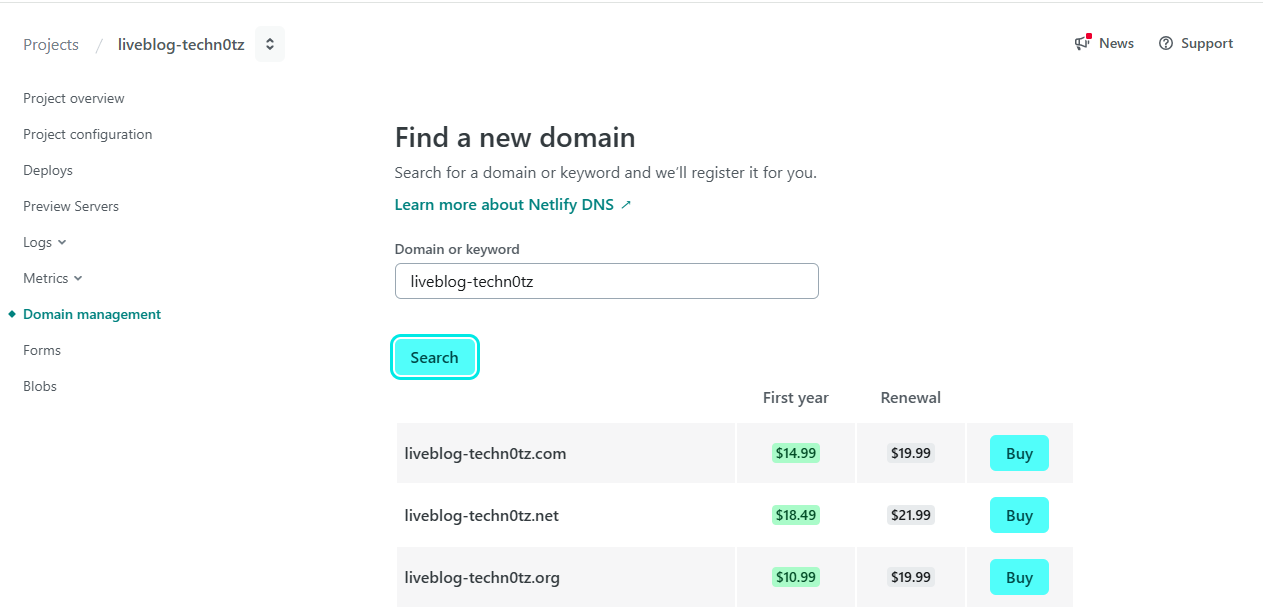 Projects / liveblog-techn0tz
News
Support
Project overview
Project configuration
Deploys
Preview Servers
Logs
Metrics
Domain management
Forms
Blobs
Find a new domain
Search for a domain or keyword and we'll register it for you.
Learn more about Netlify DNS ↗
Domain or keyword
liveblog-techn0tz
Search
First year Renewal
liveblog-techn0tz.com $14.99 $19.99 Buy
liveblog-techn0tz.net $18.49 $21.99 Buy
liveblog-techn0tz.org $10.99 $19.99 Buy